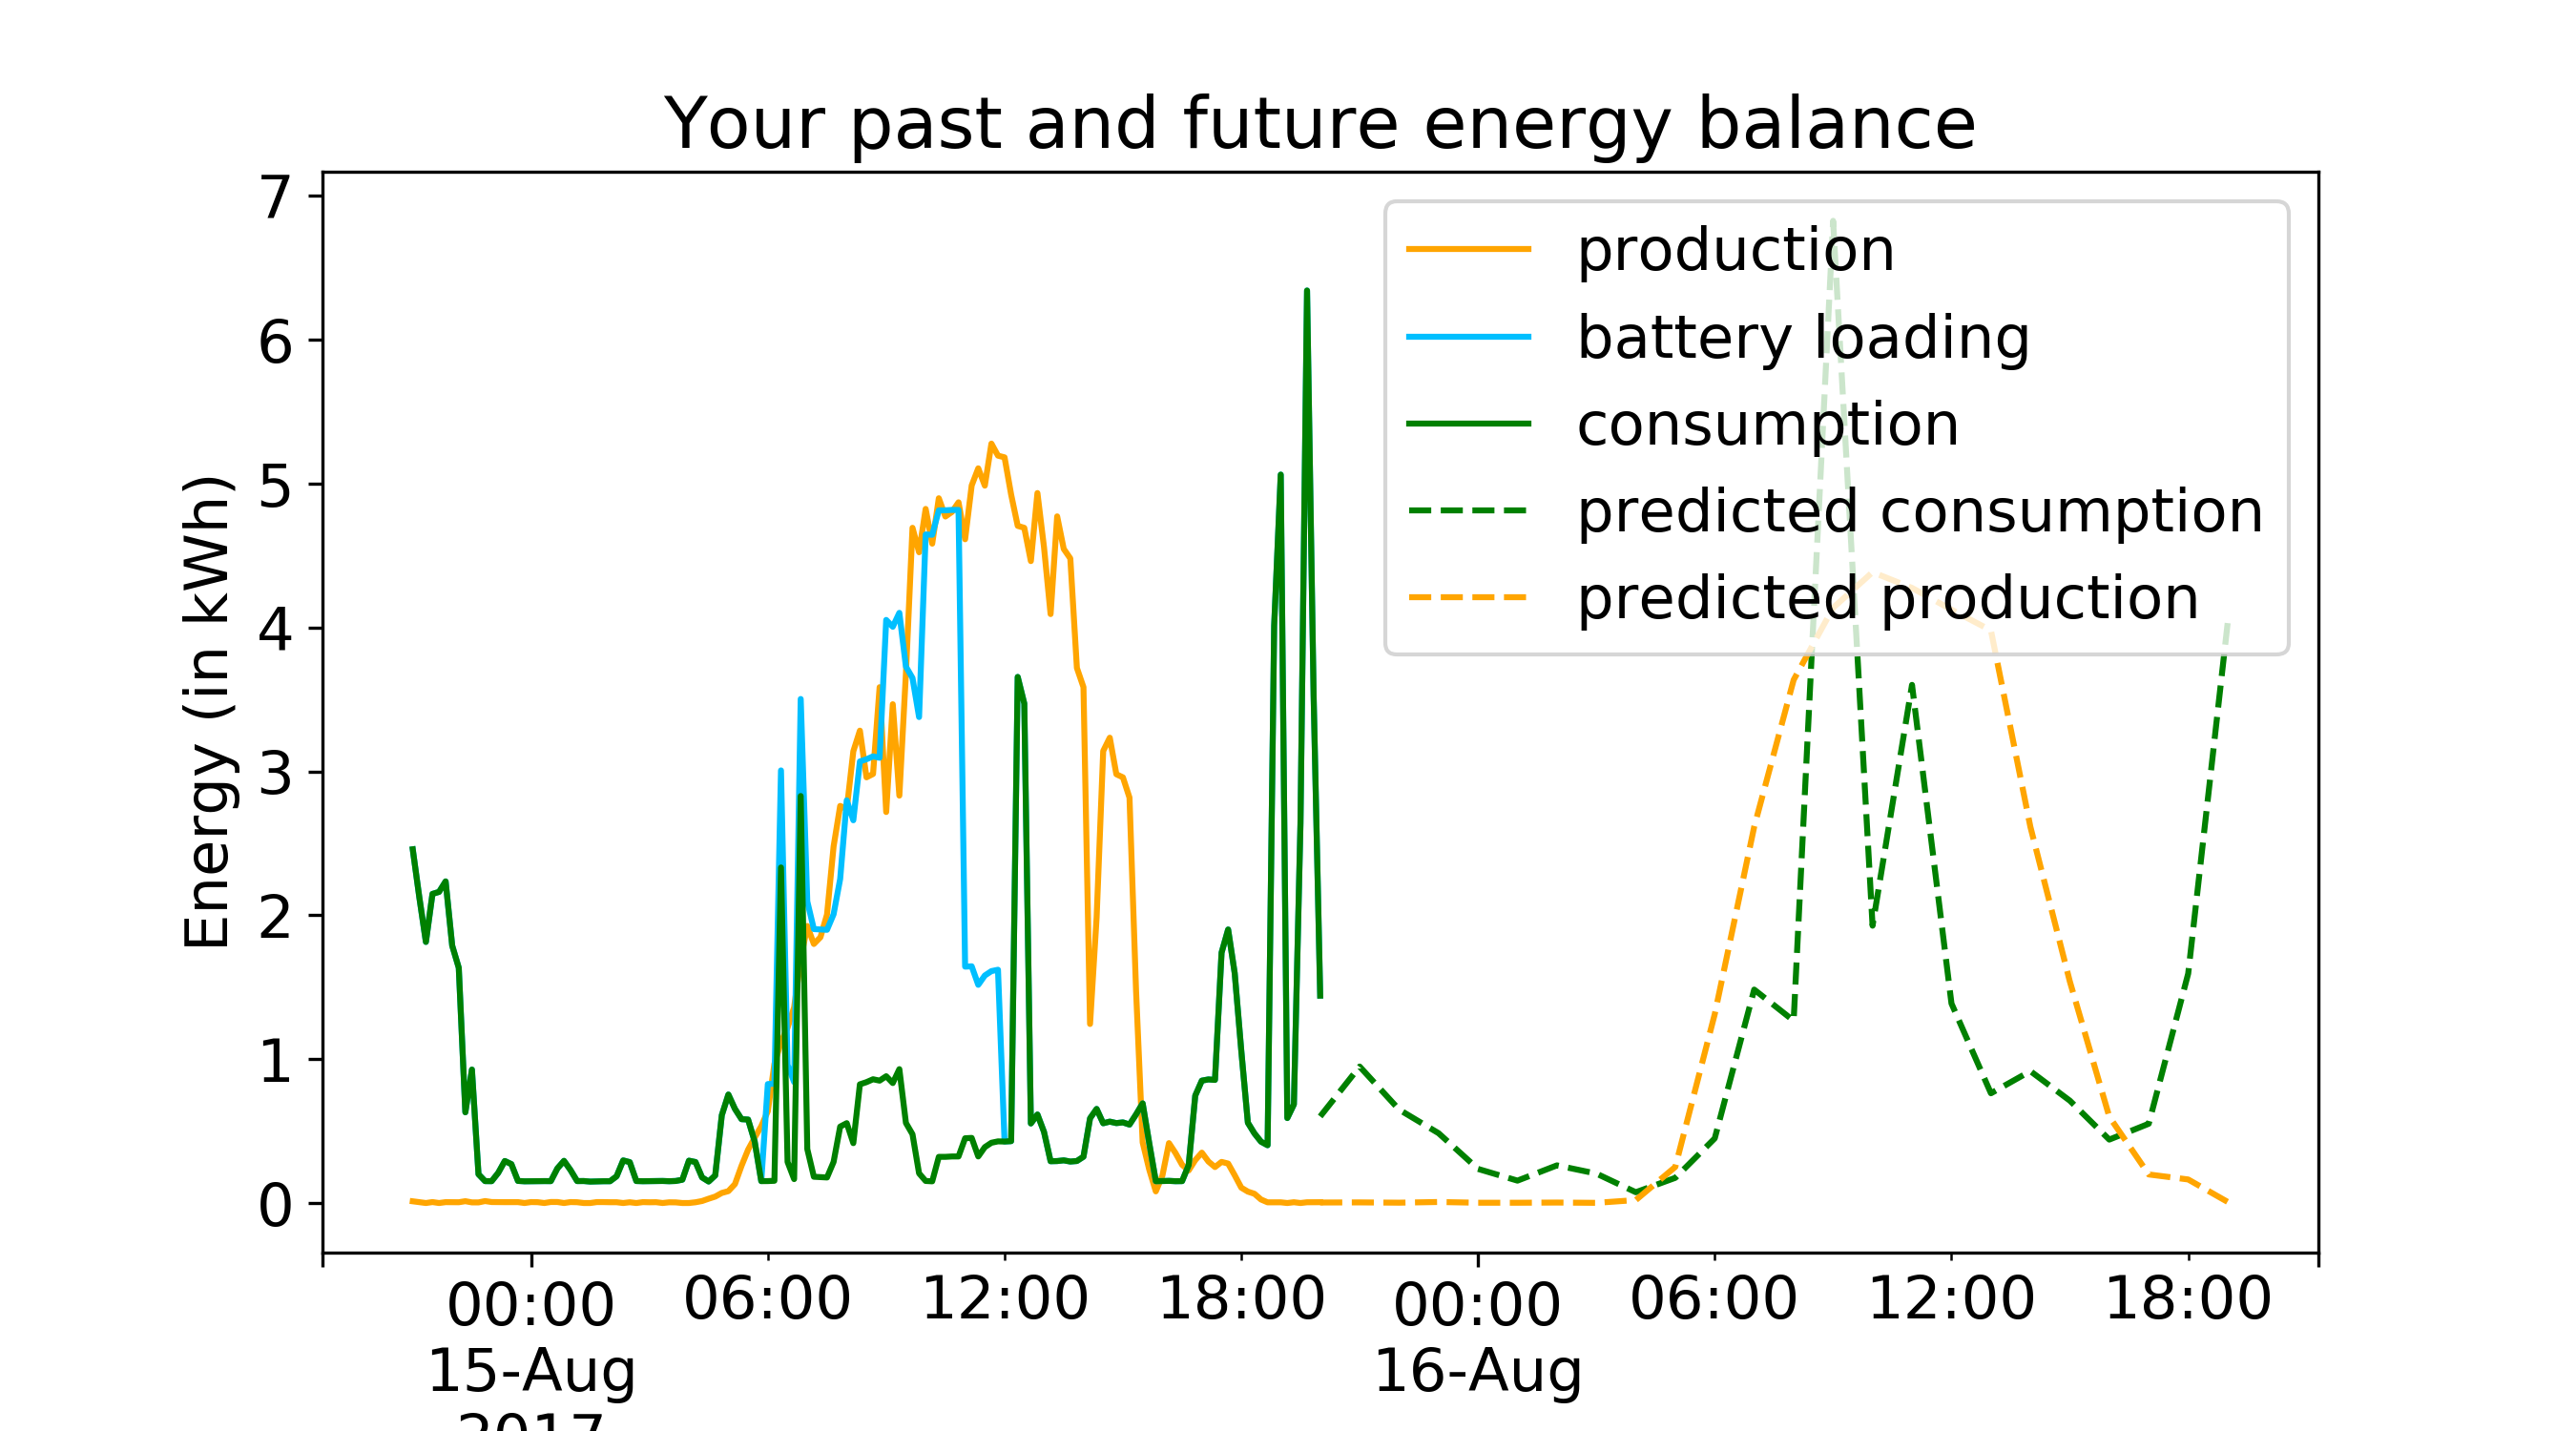 Your past and future energy balance
Energy (in kWh)
7
6
5
4
3
2
1
0
production
battery loading
consumption
predicted consumption
predicted production
00:00 06:00 12:00 18:00 00:00 06:00 12:00 18:00
15-Aug 16-Aug
2017